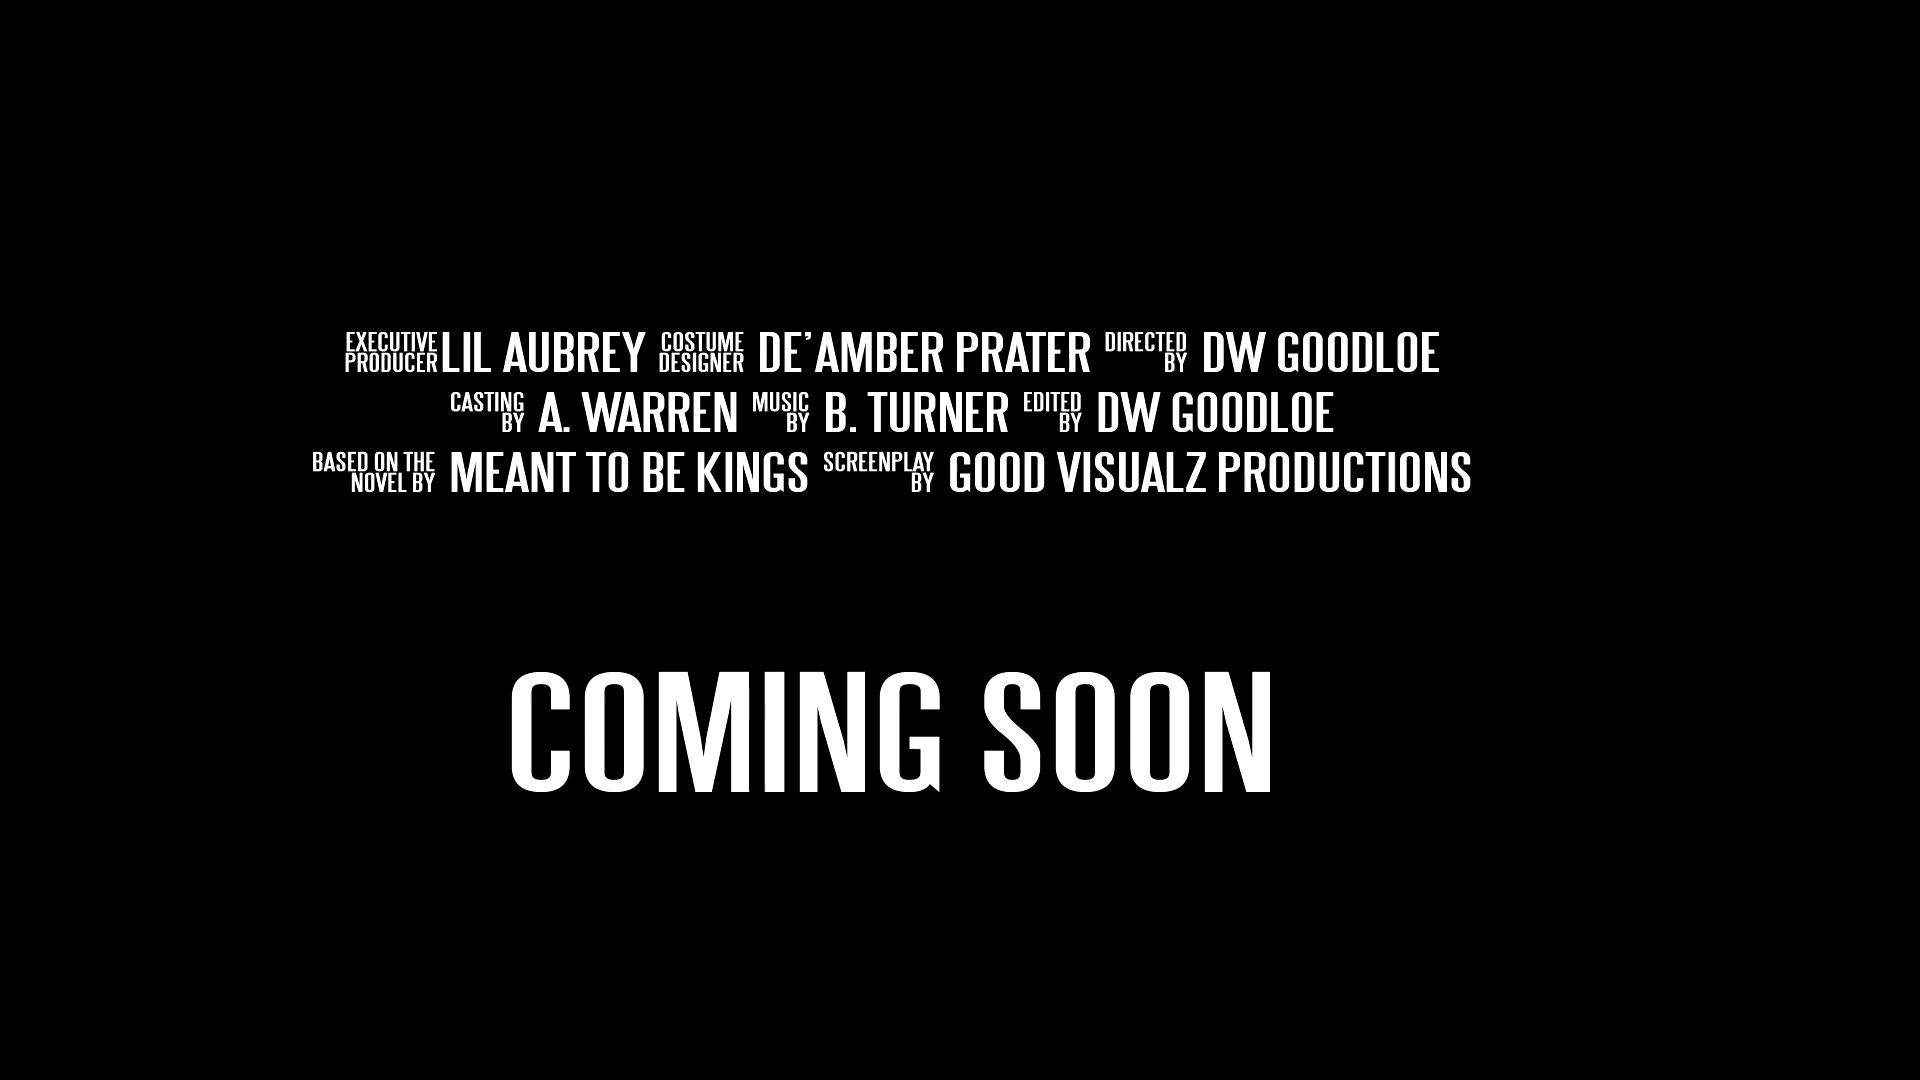 EXECUTIVE PRODUCER LIL AUBREY COSTUME DESIGNER DE'AMBER PRATER DIRECTED BY DW GOODLOE
CASTING BY A. WARREN MUSIC BY B. TURNER EDITED BY DW GOODLOE
BASED ON THE NOVEL BY MEANT TO BE KINGS SCREENPLAY BY GOOD VISUALZ PRODUCTIONS
COMING SOON